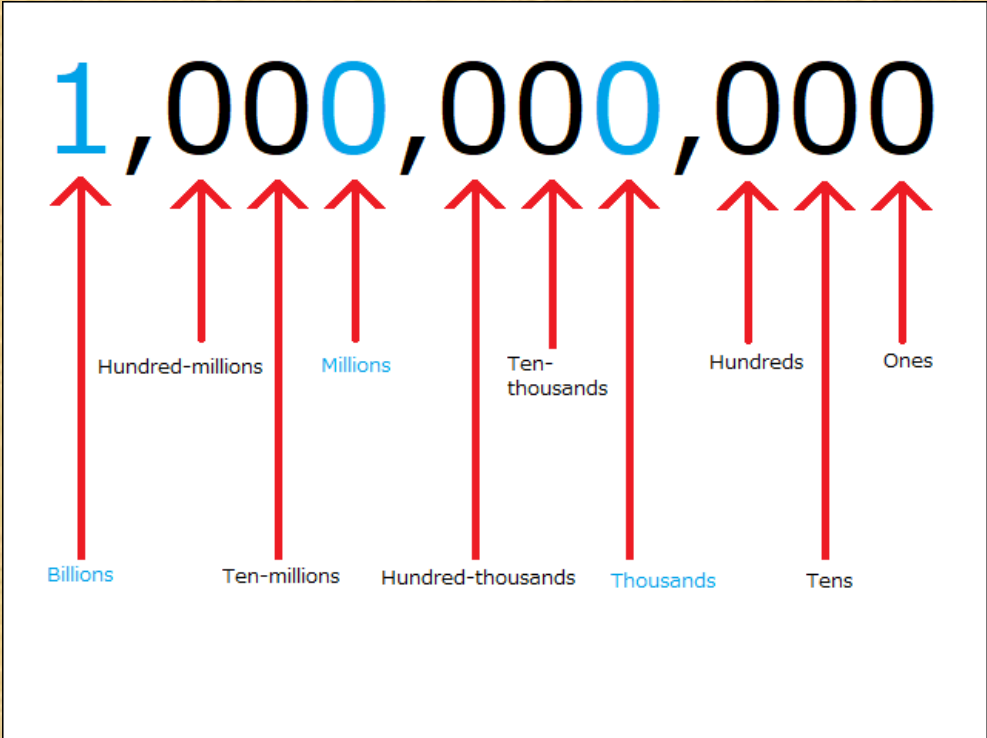 1,000,000,000
Hundred-millions
Millions
Ten-
thousands
Hundreds
Ones
Billions
Ten-millions
Hundred-thousands
Thousands
Tens